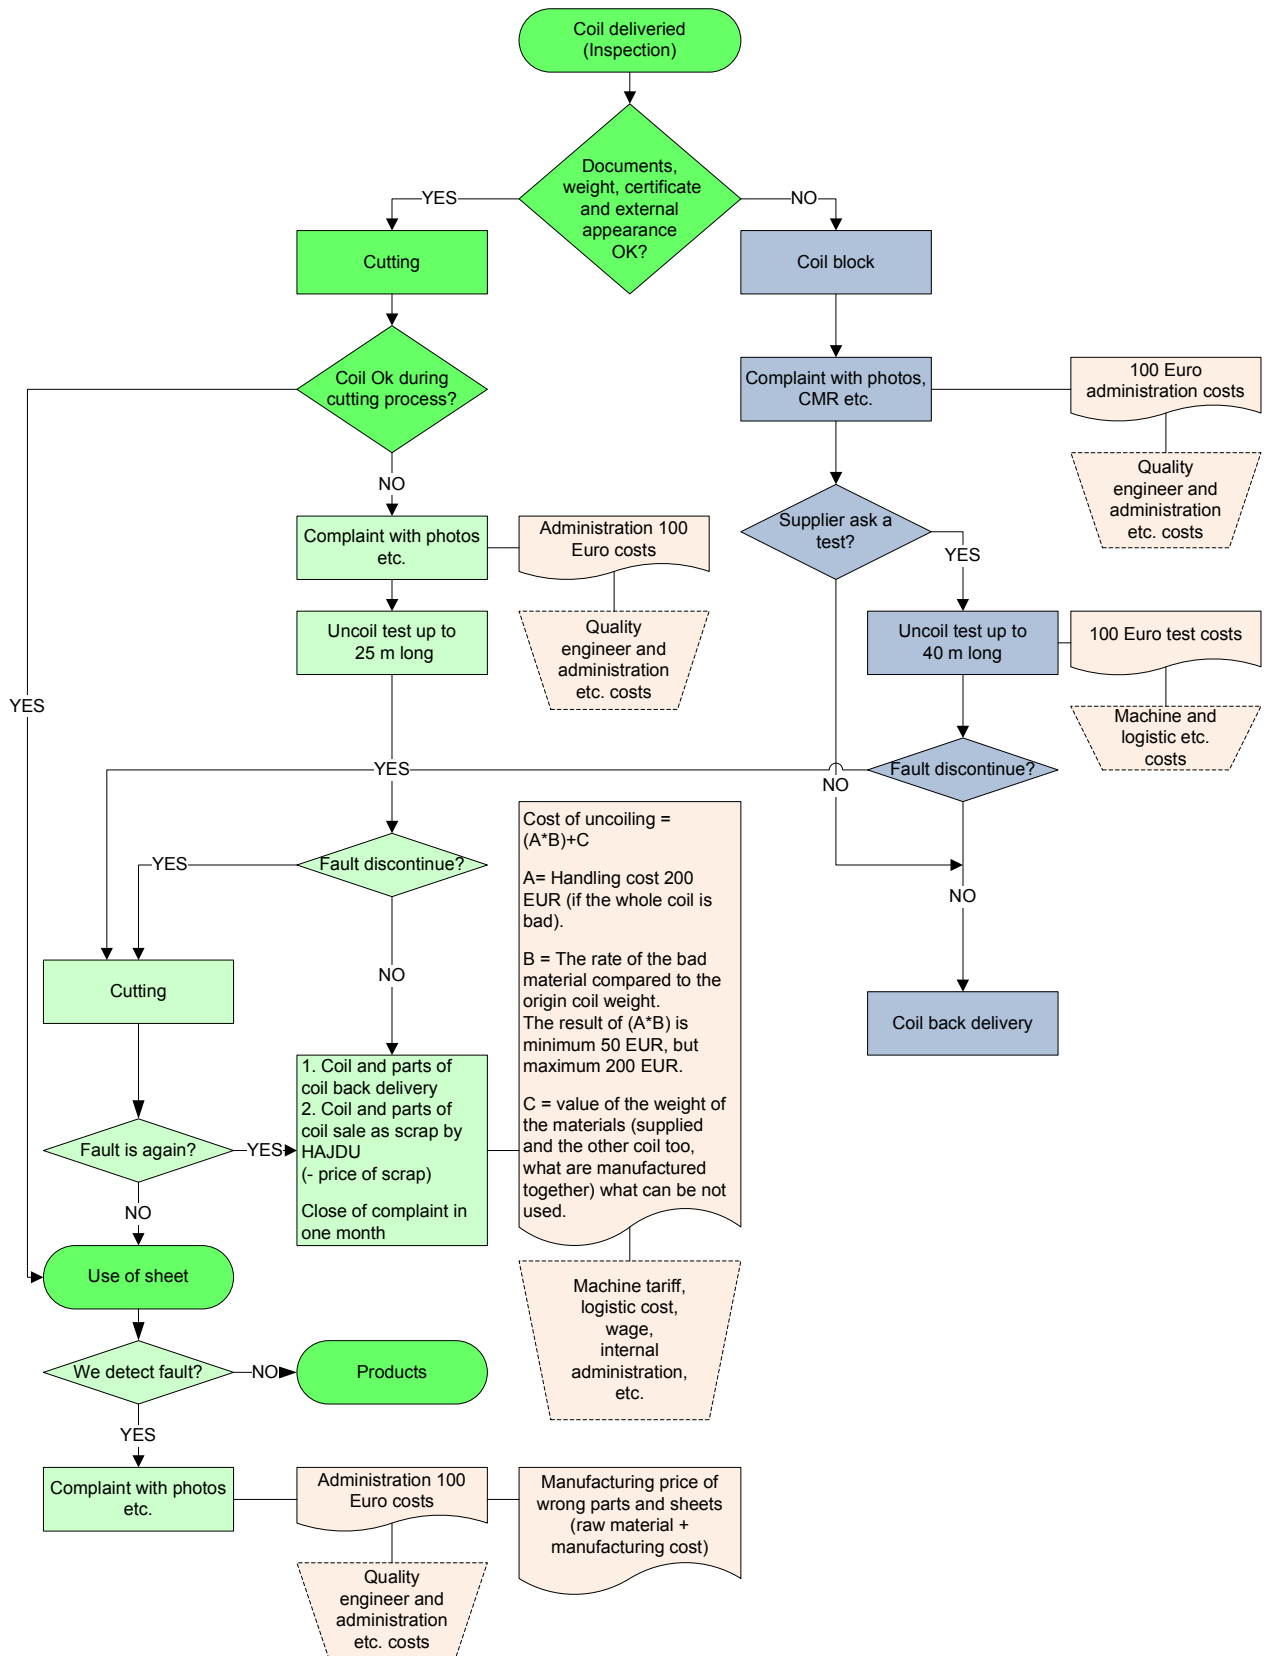 Coil deliveried
(Inspection)
Documents,
weight, certificate
and external
appearance
OK?
YES
NO
Cutting
Coil block
Coil Ok during
cutting process?
Complaint with photos,
CMR etc.
100 Euro
administration costs
Quality
engineer and
administration
etc. costs
NO
Supplier ask a
test?
YES
Complaint with photos
etc.
Administration 100
Euro costs
Uncoil test up to
25 m long
Quality
engineer and
administration
etc. costs
Uncoil test up to
40 m long
100 Euro test costs
Machine and
logistic etc.
costs
YES
YES
Fault discontinue?
NO
Fault discontinue?
YES
NO
NO
Cost of uncoiling =
(A*B)+C
A= Handling cost 200
EUR (if the whole coil is
bad).
B = The rate of the bad
material compared to the
origin coil weight.
The result of (A*B) is
minimum 50 EUR, but
maximum 200 EUR.
C = value of the weight of
the materials (supplied
and the other coil too,
what are manufactured
together) what can be not
used.
Cutting
Coil back delivery
Fault is again?
YES
1. Coil and parts of
coil back delivery
2. Coil and parts of
coil sale as scrap by
HAJDU
(- price of scrap)
Close of complaint in
one month
NO
Use of sheet
Machine tariff,
logistic cost,
wage,
internal
administration,
etc.
We detect fault?
NO
Products
YES
Complaint with photos
etc.
Administration 100
Euro costs
Manufacturing price of
wrong parts and sheets
(raw material +
manufacturing cost)
Quality
engineer and
administration
etc. costs